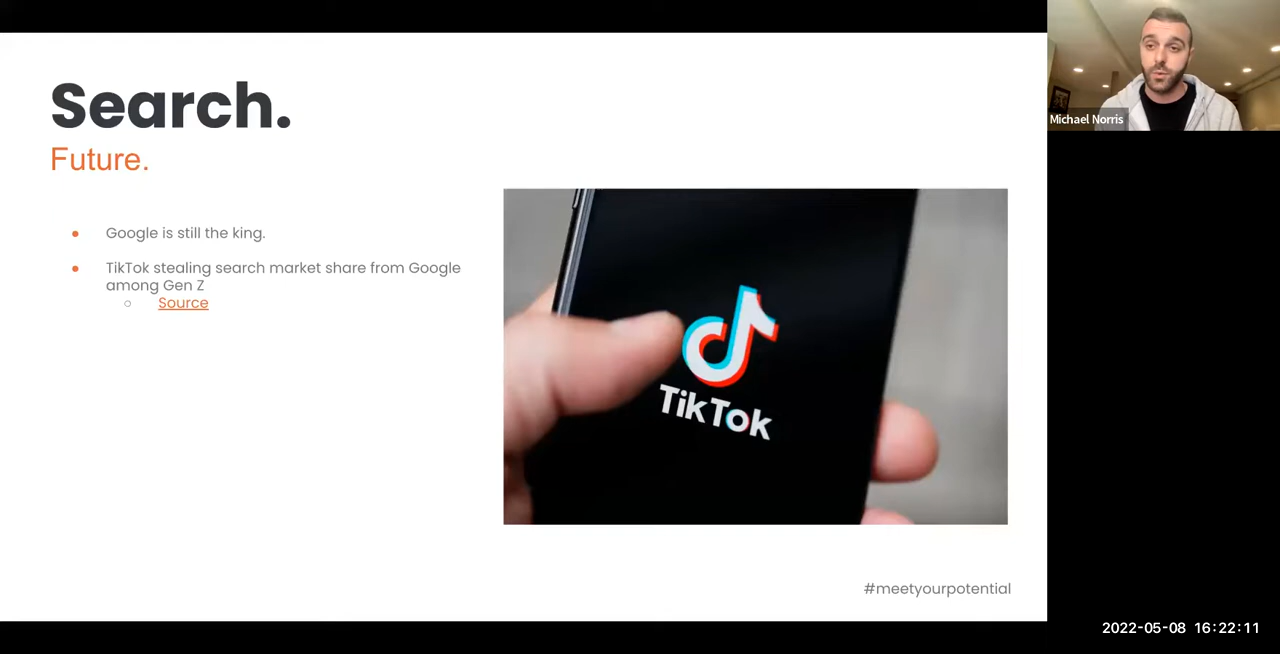 Search.
Future.
Google is still the king.
TikTok stealing search market share from Google
among Gen Z
Source
TikTok
#meetyourpotential
Michael Norris
2022-05-08 16:22:11